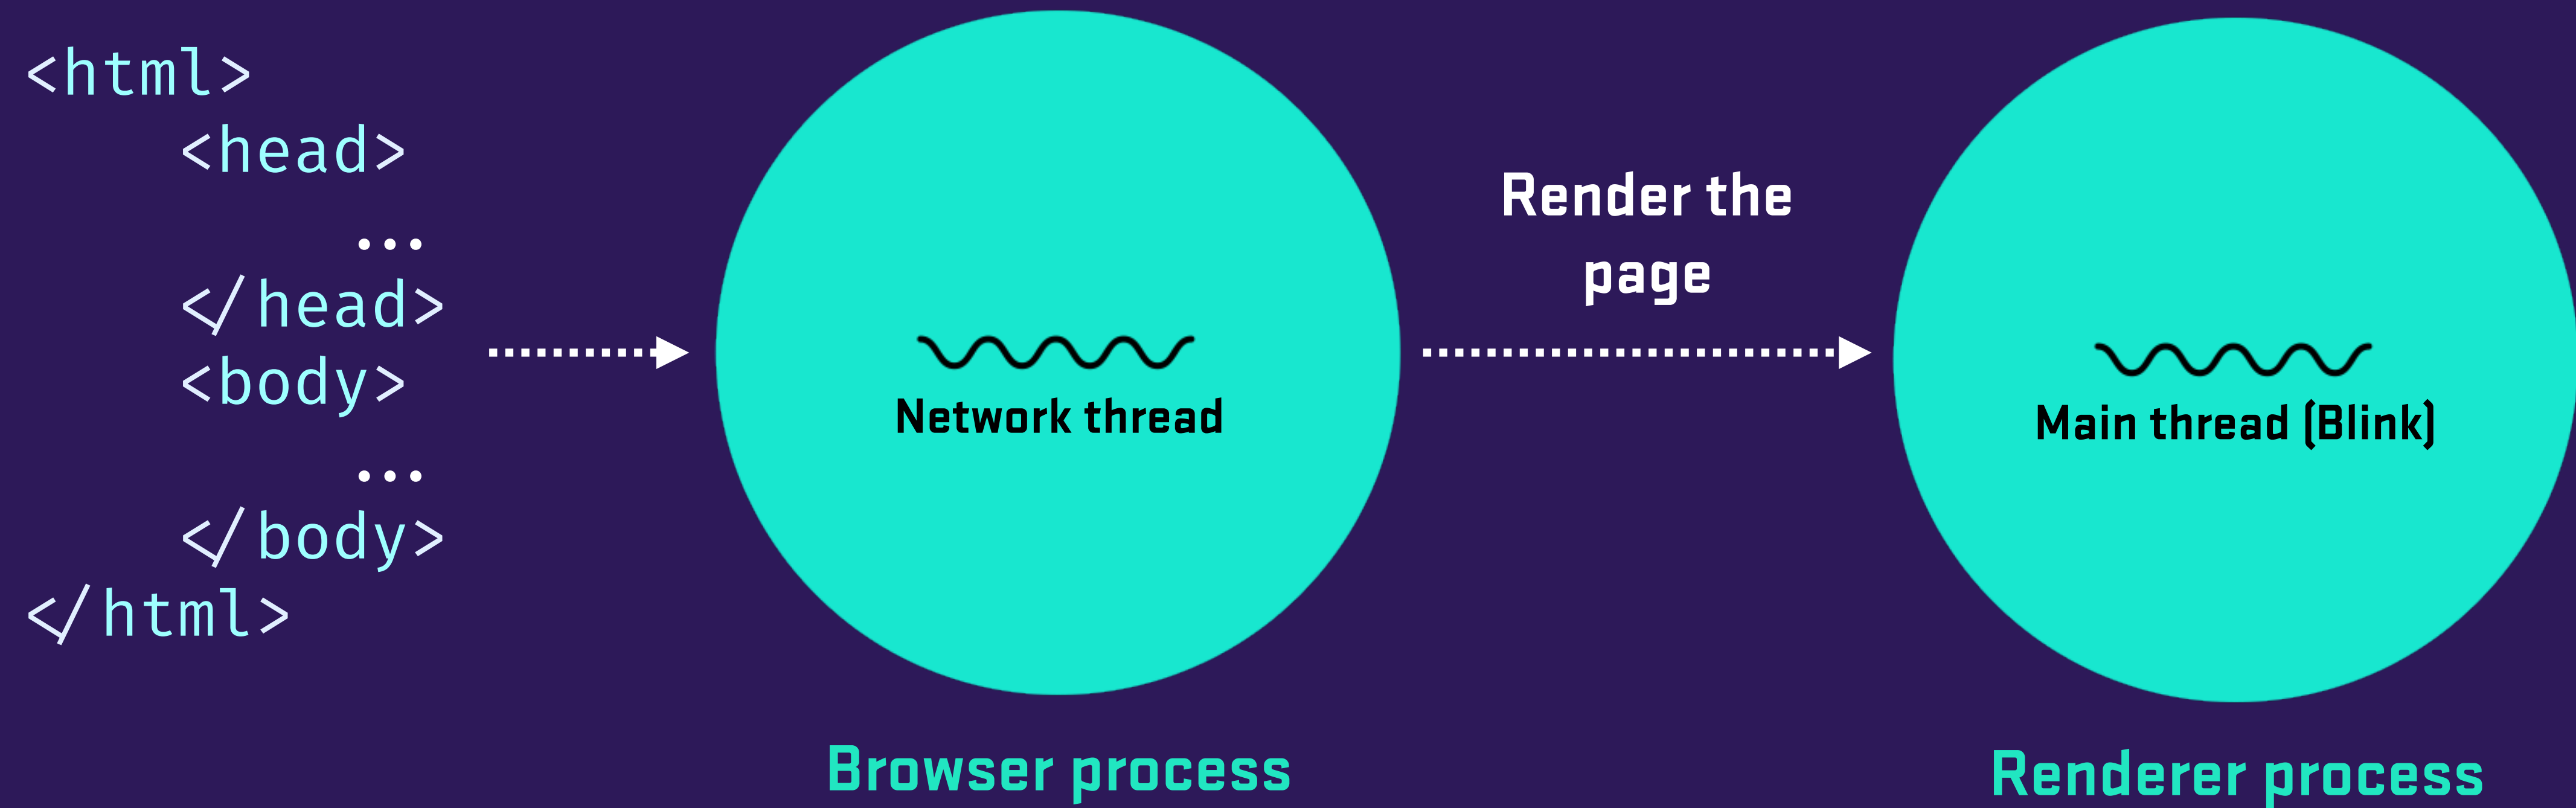 <html>
<head>
...
</head>
<body>
...
</body>
</html>
Network thread
Browser process
Render the
page
Main thread (Blink)
Renderer process